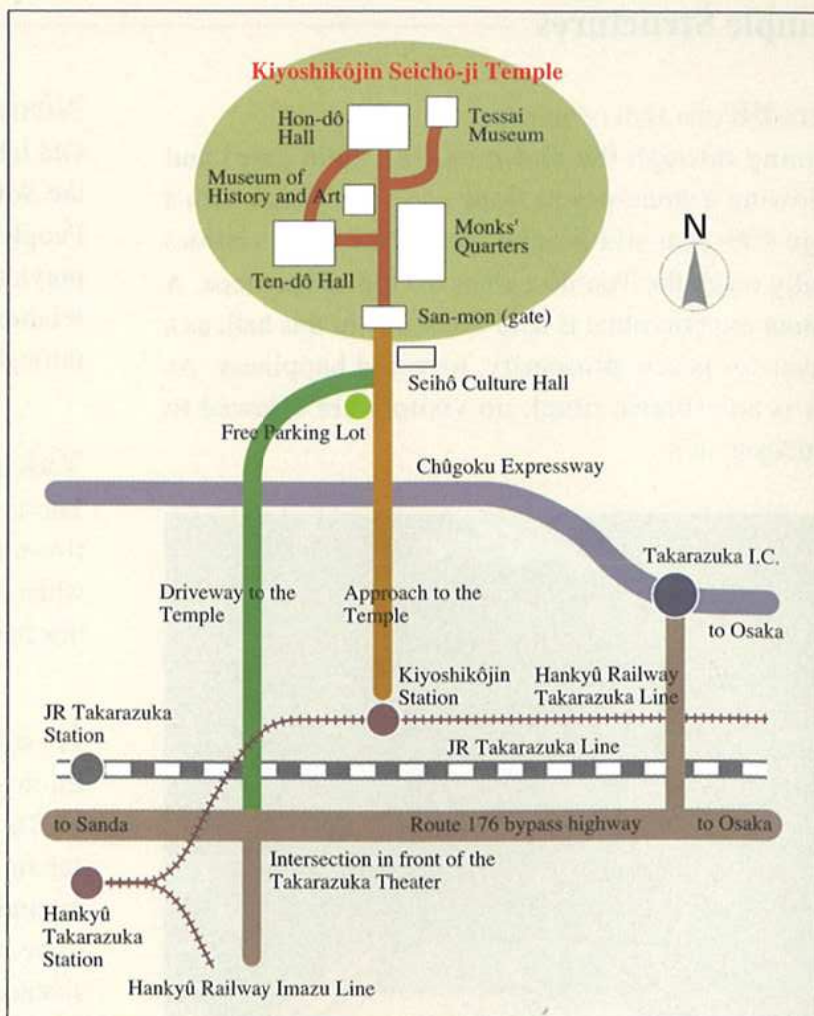 mple Structures
Kiyoshikôjin Seichô-ji Temple
Hon-dô
Hall
Tessai
Museum
Museum of
History and Art
Monks'
Quarters
Ten-dô Hall
N
San-mon (gate)
Seihô Culture Hall
Free Parking Lot
Chûgoku Expressway
Takarazuka I.C.
Driveway to the
Temple
Approach to the
Temple
to Osaka
Kiyoshikôjin
Station
Hankyû Railway
Takarazuka Line
JR Takarazuka
Station
JR Takarazuka Line
to Sanda
Route 176 bypass highway
to Osaka
Intersection in front of the
Takarazuka Theater
Hankyû
Takarazuka
Station
Hankyû Railway Imazu Line